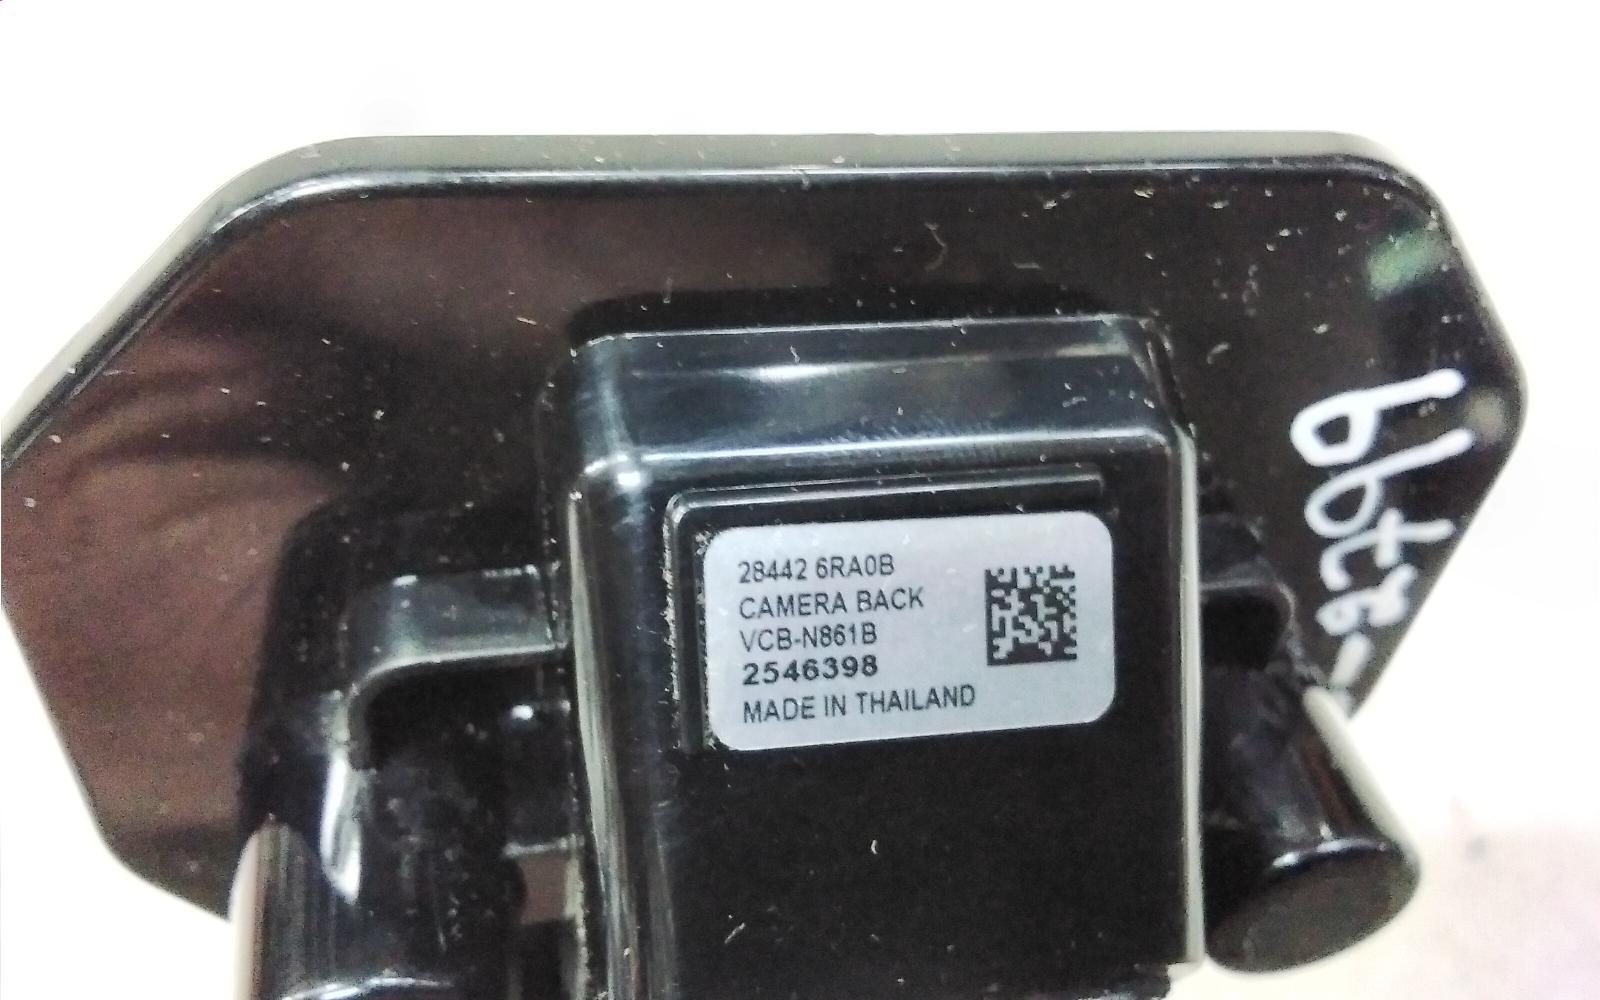 28442 6RA0B
CAMERA BACK
VCB-N861B
2546398
MADE IN THAILAND